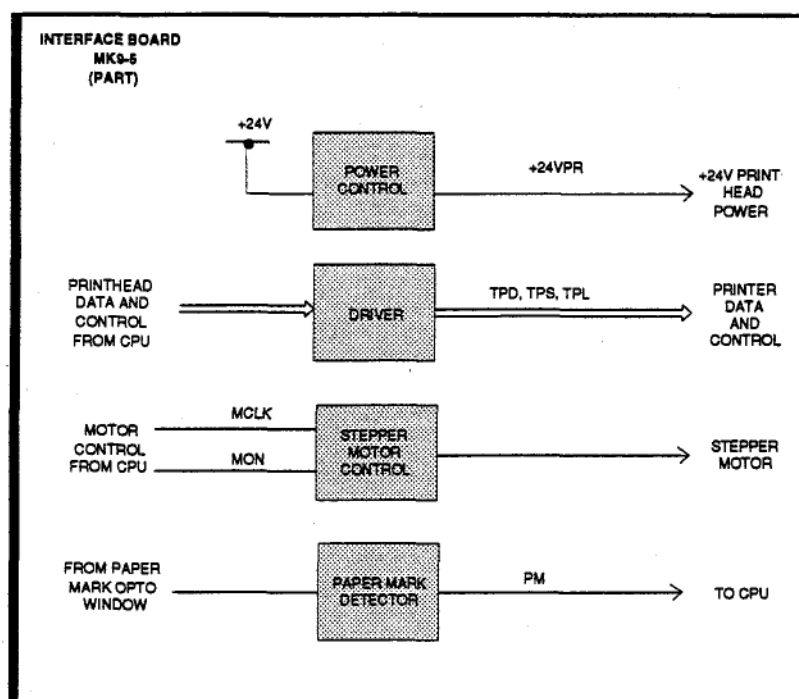 INTERFACE BOARD
MK9-5
(PART)
+24V
POWER
CONTROL
+24VPR
+24V PRINT
HEAD
POWER
PRINTHEAD
DATA AND
CONTROL
FROM CPU
DRIVER
TPD, TPS, TPL
PRINTER
DATA
AND
CONTROL
MOTOR
CONTROL
FROM CPU
MCLK
MON
STEPPER
MOTOR
CONTROL
STEPPER
MOTOR
FROM PAPER
MARK OPTO
WINDOW
PAPER MARK
DETECTOR
PM
TO CPU